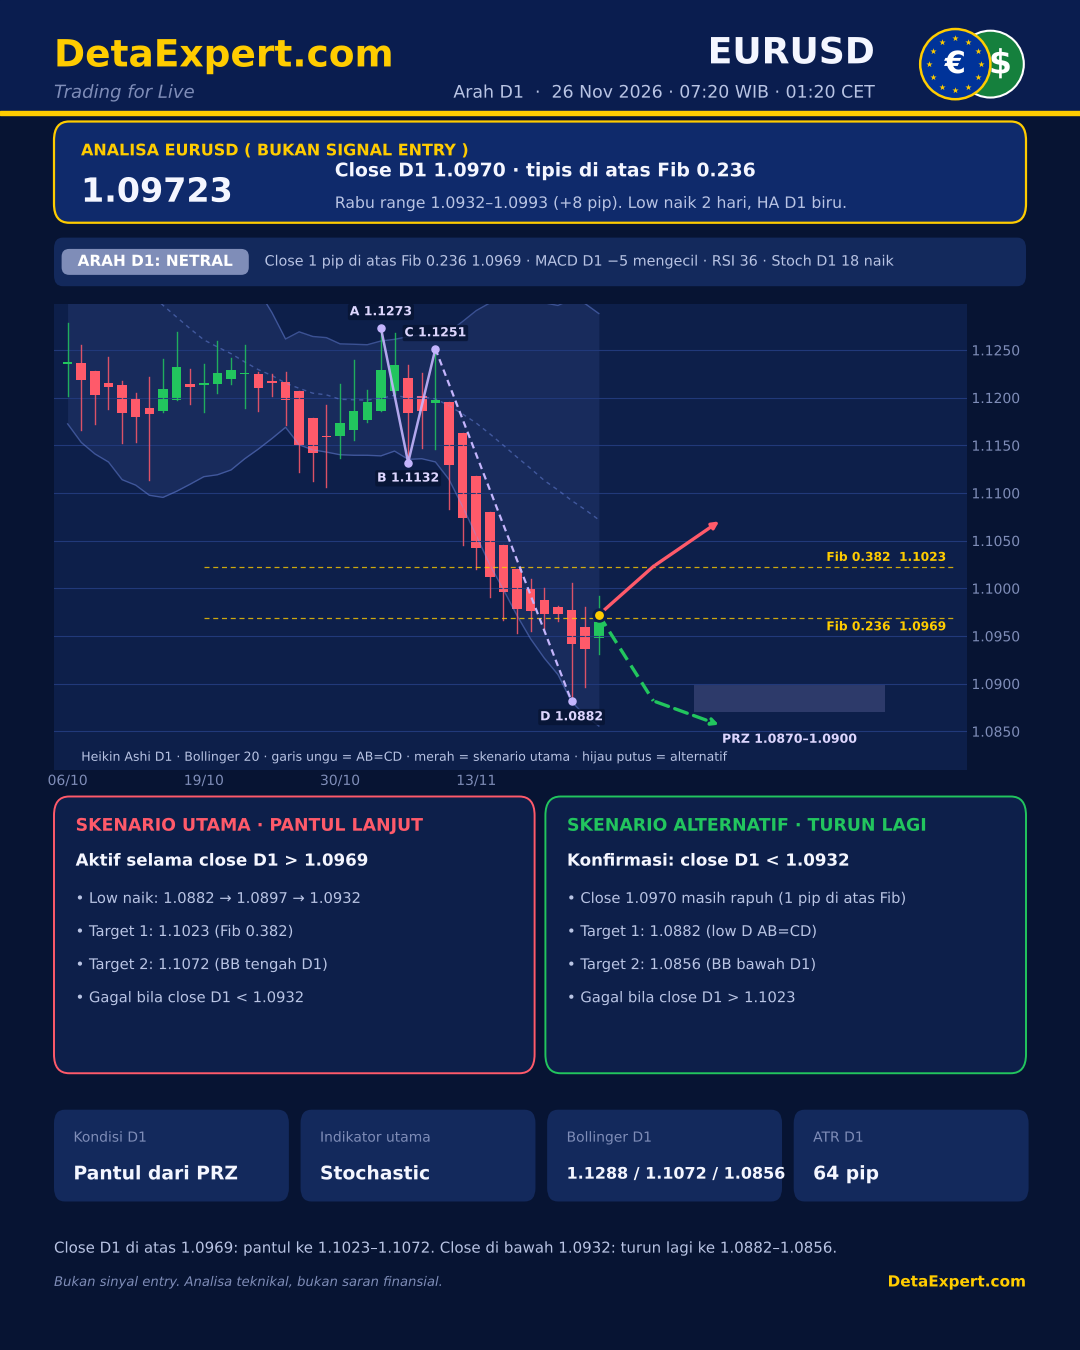 DetaExpert.com
Trading for Live
EURUSD
Arah D1 · 26 Nov 2026 · 07:20 WIB · 01:20 CET
€ $
ANALISA EURUSD ( BUKAN SIGNAL ENTRY )
1.09723
Close D1 1.0970 · tipis di atas Fib 0.236
Rabu range 1.0932–1.0993 (+8 pip). Low naik 2 hari, HA D1 biru.
ARAH D1: NETRAL
Close 1 pip di atas Fib 0.236 1.0969 · MACD D1 −5 mengecil · RSI 36 · Stoch D1 18 naik
A 1.1273
C 1.1251
B 1.1132
D 1.0882
1.1250
1.1200
1.1150
1.1100
1.1050
1.1000
1.0950
1.0900
1.0850
Fib 0.382 1.1023
Fib 0.236 1.0969
PRZ 1.0870–1.0900
Heikin Ashi D1 · Bollinger 20 · garis ungu = AB=CD · merah = skenario utama · hijau putus = alternatif
06/10
19/10
30/10
13/11
SKENARIO UTAMA · PANTUL LANJUT
Aktif selama close D1 > 1.0969
• Low naik: 1.0882 → 1.0897 → 1.0932
• Target 1: 1.1023 (Fib 0.382)
• Target 2: 1.1072 (BB tengah D1)
• Gagal bila close D1 < 1.0932
SKENARIO ALTERNATIF · TURUN LAGI
Konfirmasi: close D1 < 1.0932
• Close 1.0970 masih rapuh (1 pip di atas Fib)
• Target 1: 1.0882 (low D AB=CD)
• Target 2: 1.0856 (BB bawah D1)
• Gagal bila close D1 > 1.1023
Kondisi D1
Pantul dari PRZ
Indikator utama
Stochastic
Bollinger D1
1.1288 / 1.1072 / 1.0856
ATR D1
64 pip
Close D1 di atas 1.0969: pantul ke 1.1023–1.1072. Close di bawah 1.0932: turun lagi ke 1.0882–1.0856.
Bukan sinyal entry. Analisa teknikal, bukan saran finansial.
DetaExpert.com